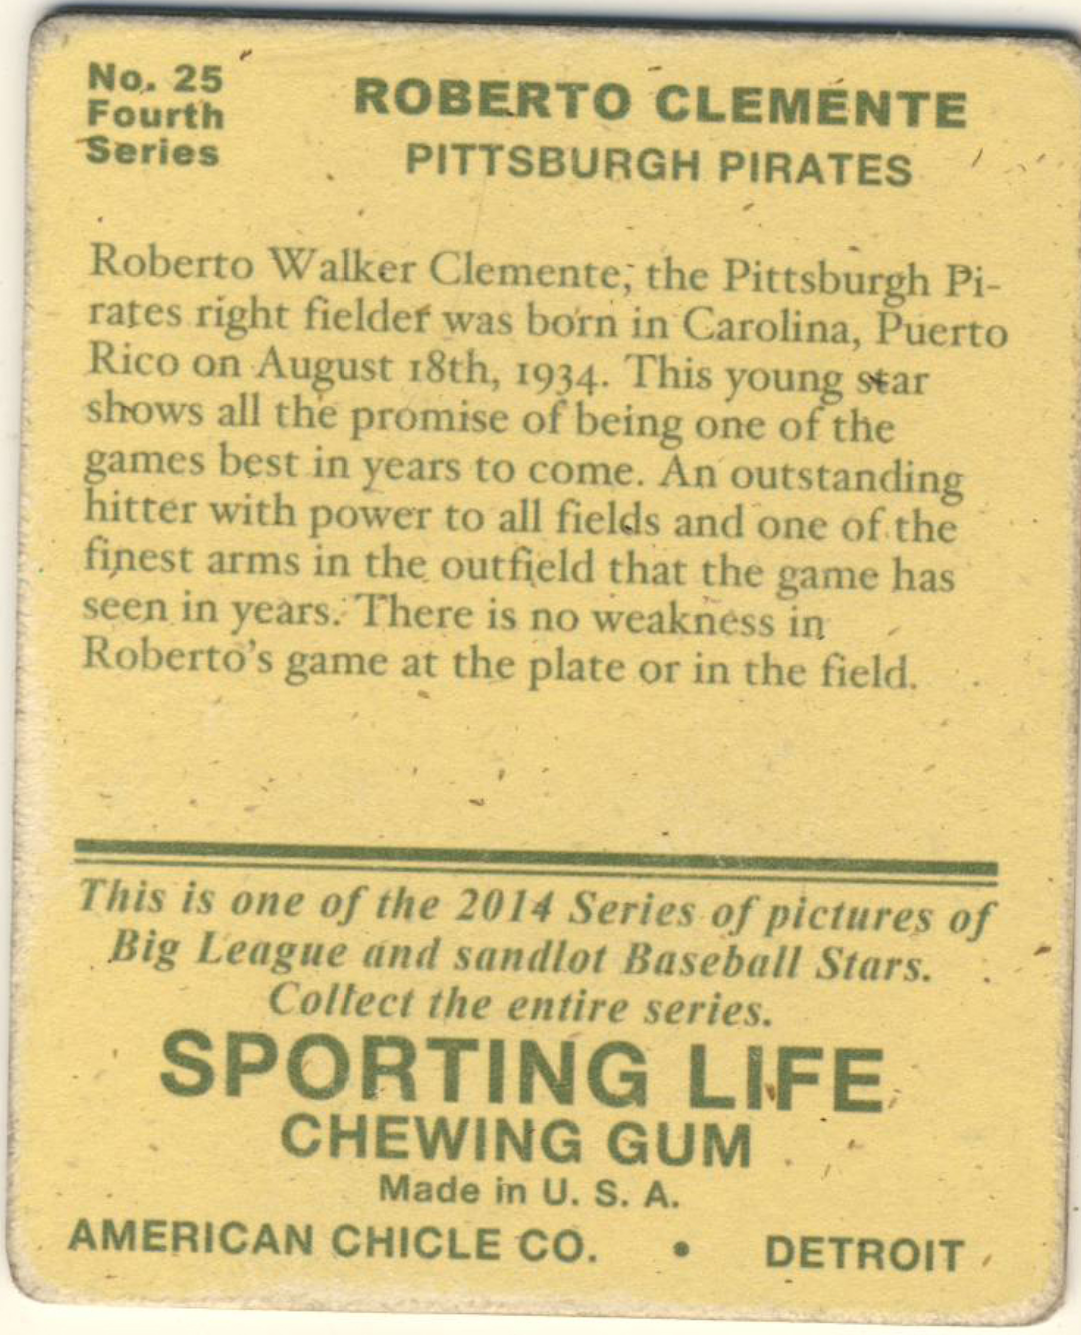 No. 25
Fourth
Series
ROBERTO CLEMENTE
PITTSBURGH PIRATES
Roberto Walker Clemente, the Pittsburgh Pi-
rates right fielder was born in Carolina, Puerto
Rico on August 18th, 1934. This young star
shows all the promise of being one of the
games best in years to come. An outstanding
hitter with power to all fields and one of the
finest arms in the outfield that the game has
seen in years. There is no weakness in
Roberto's game at the plate or in the field.
This is one of the 2014 Series of pictures of
Big League and sandlot Baseball Stars.
Collect the entire series.
SPORTING LIFE
CHEWING GUM
Made in U. S. A.
AMERICAN CHICLE CO. • DETROIT